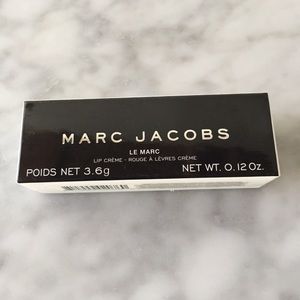 MARC JACOBS
LE MARC
LIP CRÈME - ROUGE À LÈVRES CRÈME
POIDS NET 3.6g NET WT. 0.12 Oz.